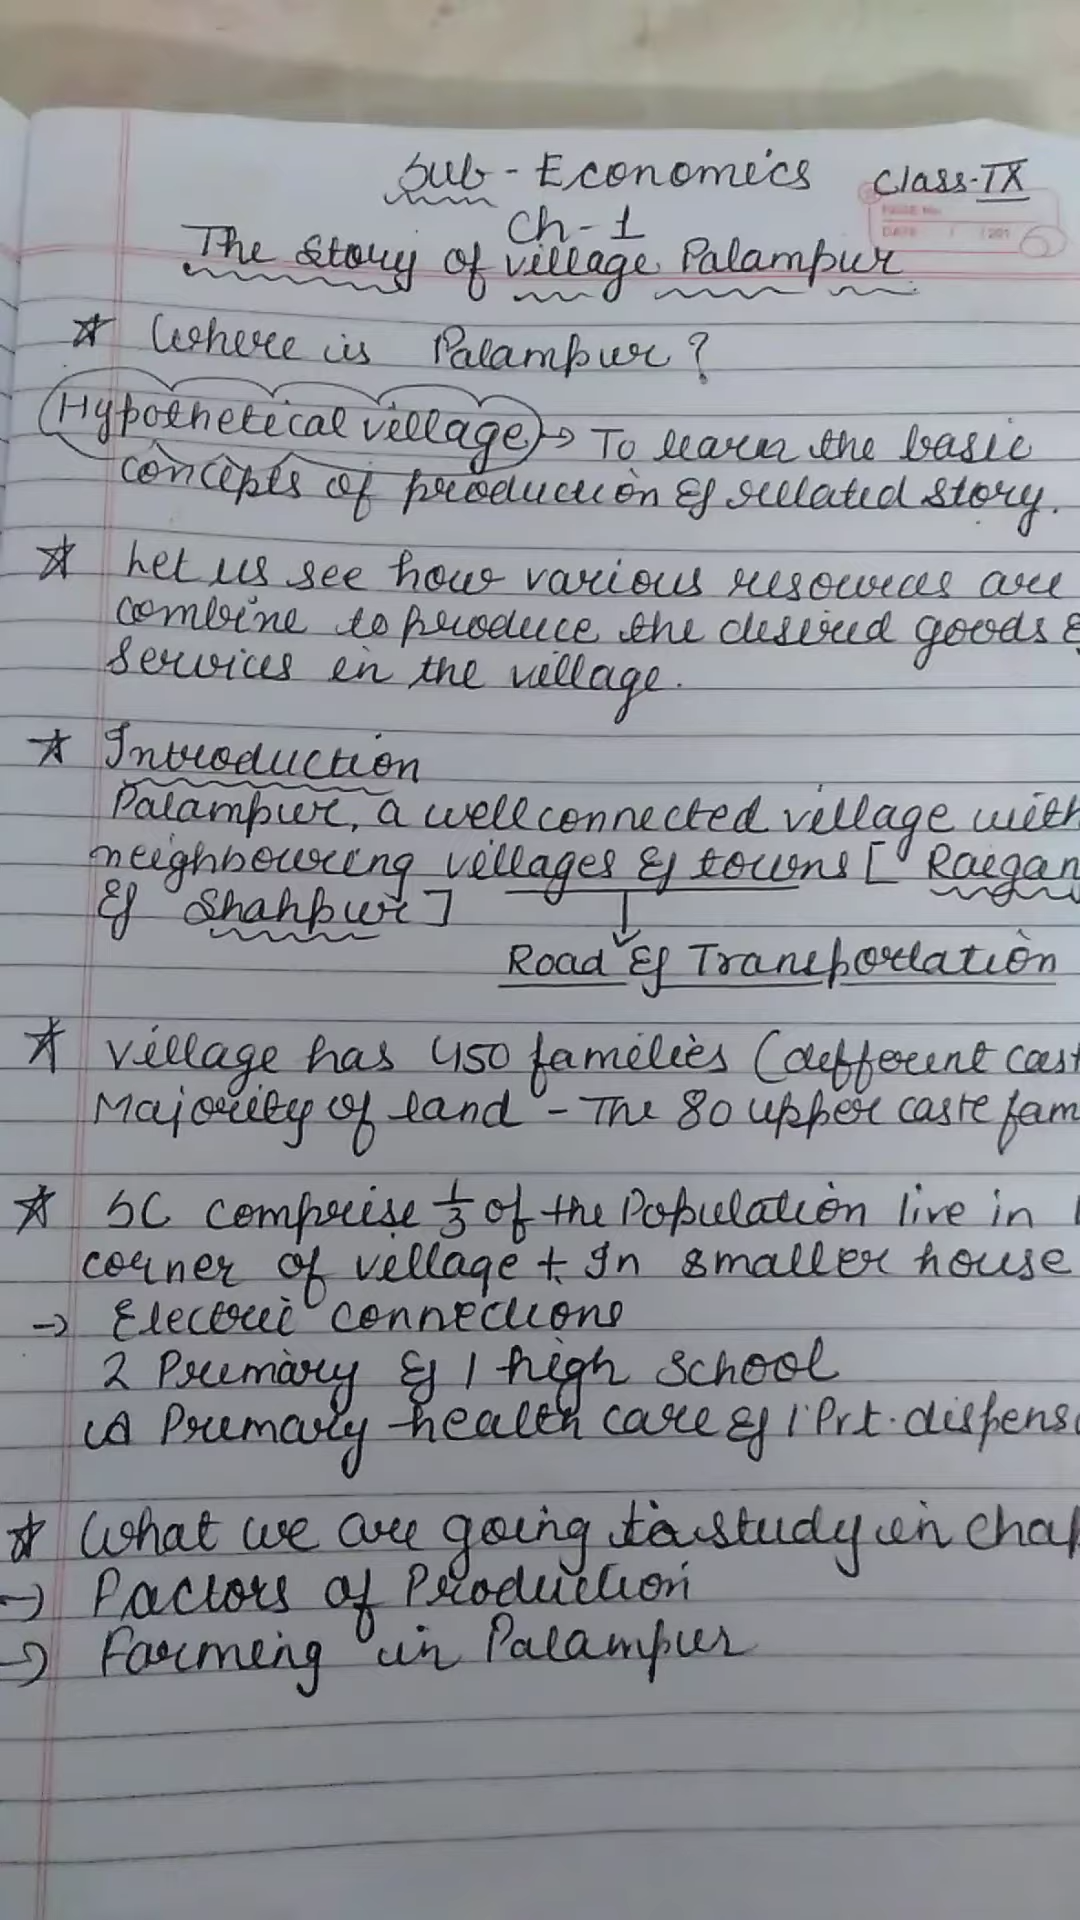 Sub - Economics Class-IX
PAGE No.
DATE / /201
Ch-1
The Story of village Palampur
☆ Where is Palampur?
Hypothetical village → To learn the basic
concepts of production & related story.
☆ Let us see how various resources are
combine to produce the desired goods &
services in the village.
☆ Introduction
Palampur, a well connected village with
neighbouring villages & towns [ Raigan
& Shahpur ]
Road & Transportation
☆ Village has 450 families (different cast
Majority of land - The 80 upper caste fam
☆ SC comprise 1/3 of the Population live in
corner of village + In smaller house
→ Electric connections
2 Primary & 1 high School
Primary health care & 1 Prt. dispens
☆ What we are going to study in chap
→ Factors of Production
→ Farming in Palampur